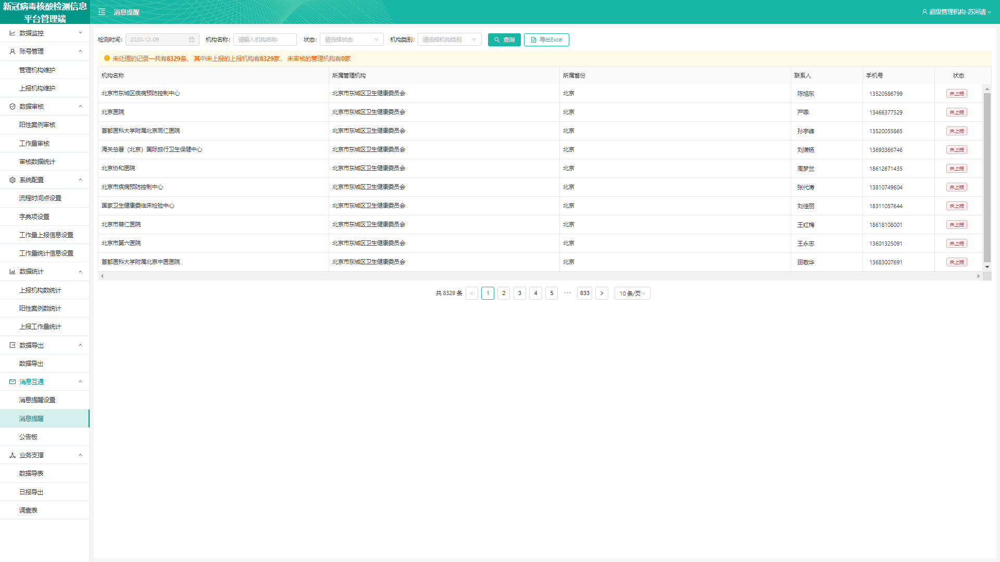 新冠病毒核酸检测信息
平台管理端
消息提醒
超级管理机构-苏河请
数据监控
账号管理
管理机构维护
上报机构维护
数据审核
阳性案例审核
工作量审核
审核数据统计
系统配置
流程时间点设置
字典项设置
工作量上报信息设置
工作量统计信息设置
数据统计
上报机构数统计
阳性案例数统计
上报工作量统计
数据导出
数据导出
消息互通
消息提醒设置
消息提醒
公告板
业务支撑
数据导表
日报导出
调查表
检测时间: 2020-12-09 机构名称: 请输入机构名称 状态: 请选择状态 机构类别: 请选择机构类别 查询 导出Excel
未处理的记录一共有8329条， 其中未上报的上报机构有8329家， 未审核的管理机构有0家
机构名称 所属管理机构 所属省份 联系人 手机号 状态
北京市东城区疾病预防控制中心 北京市东城区卫生健康委员会 北京 陈旭东 13520586799 未上报
北京医院 北京市东城区卫生健康委员会 北京 严霏 13466377529 未上报
首都医科大学附属北京同仁医院 北京市东城区卫生健康委员会 北京 孙宇峰 13520055865 未上报
海关总署（北京）国际旅行卫生保健中心 北京市东城区卫生健康委员会 北京 刘潇钖 13693366746 未上报
北京协和医院 北京市东城区卫生健康委员会 北京 周梦兰 18612671435 未上报
北京市疾病预防控制中心 北京市东城区卫生健康委员会 北京 张代涛 13810749604 未上报
国家卫生健康委临床检验中心 北京市东城区卫生健康委员会 北京 刘佳丽 18311057644 未上报
北京市普仁医院 北京市东城区卫生健康委员会 北京 王红梅 18618108001 未上报
北京市第六医院 北京市东城区卫生健康委员会 北京 王永志 13601325091 未上报
首都医科大学附属北京中医医院 北京市东城区卫生健康委员会 北京 田敬华 13683007691 未上报
共 8329 条 < 1 2 3 4 5 ••• 833 > 10 条/页